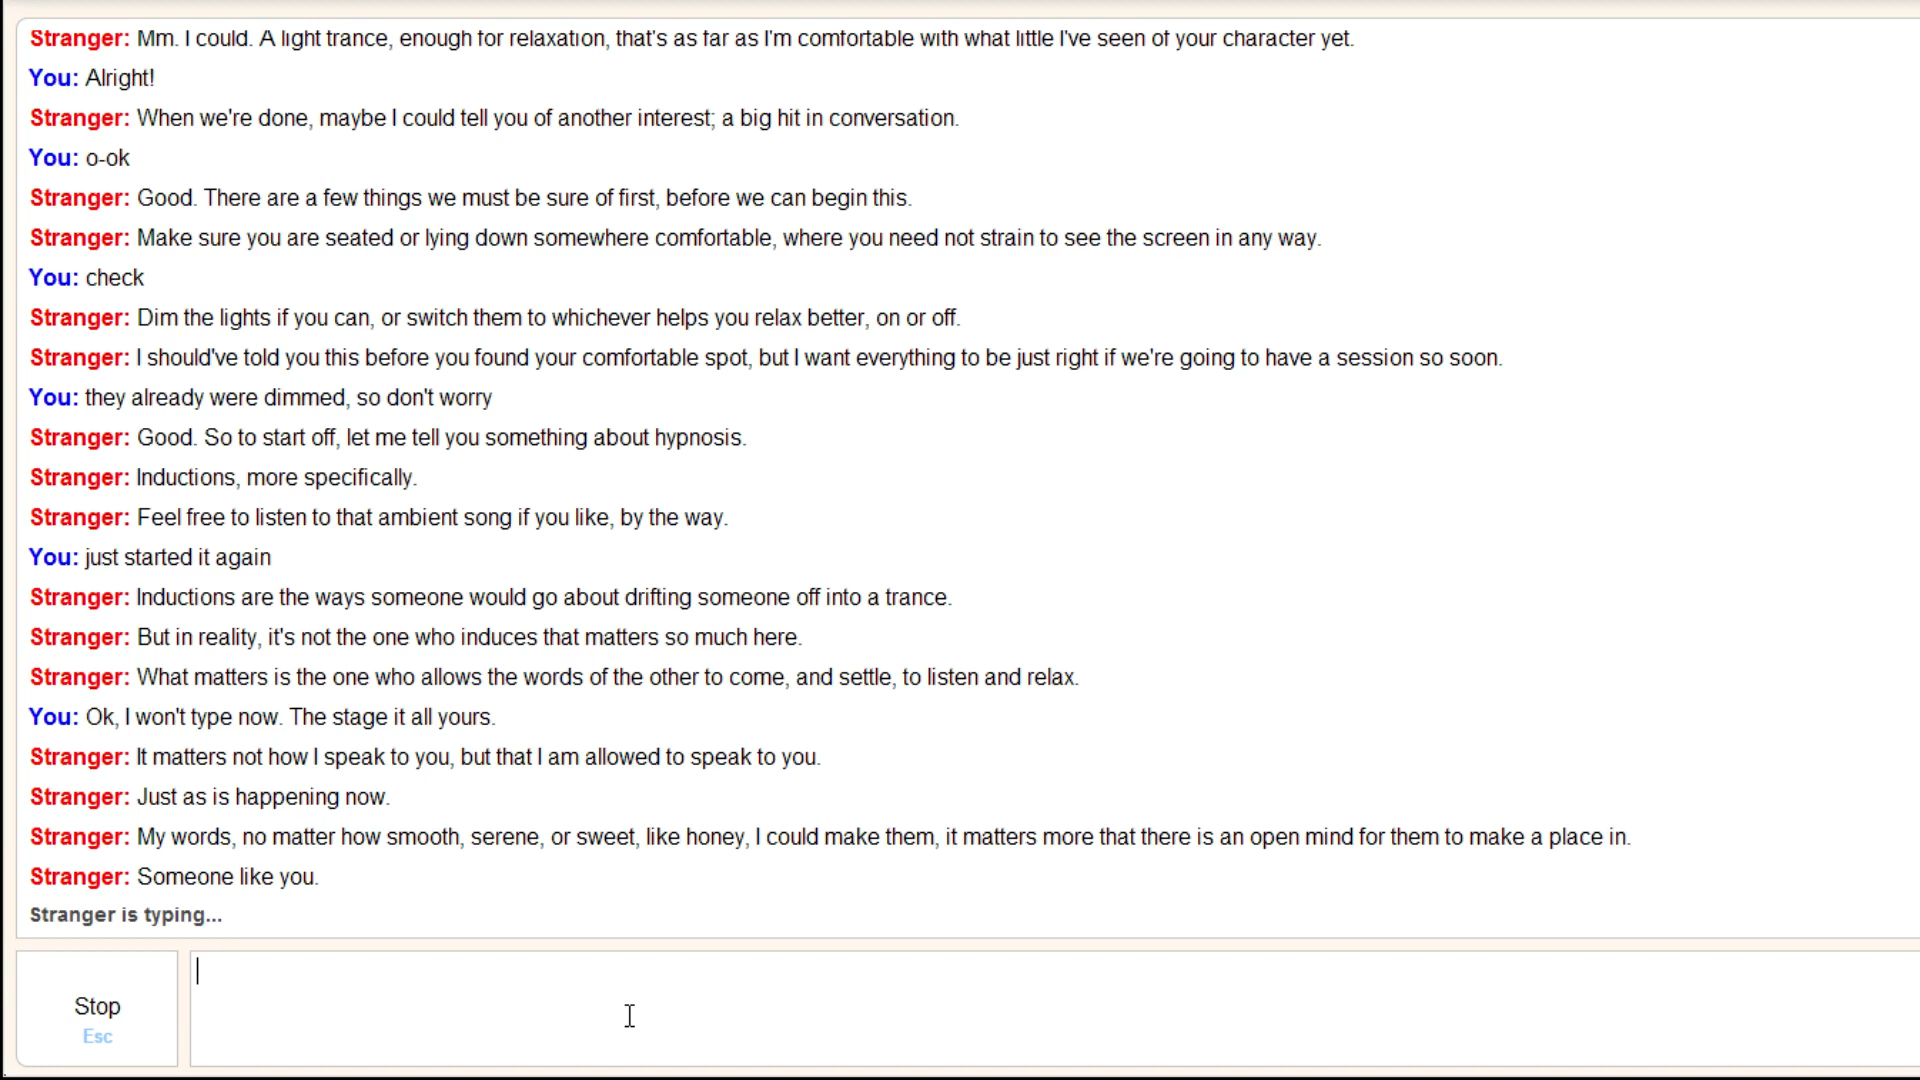 Stranger: Mm. I could. A light trance, enough for relaxation, that's as far as I'm comfortable with what little I've seen of your character yet.
You: Alright!
Stranger: When we're done, maybe I could tell you of another interest; a big hit in conversation.
You: o-ok
Stranger: Good. There are a few things we must be sure of first, before we can begin this.
Stranger: Make sure you are seated or lying down somewhere comfortable, where you need not strain to see the screen in any way.
You: check
Stranger: Dim the lights if you can, or switch them to whichever helps you relax better, on or off.
Stranger: I should've told you this before you found your comfortable spot, but I want everything to be just right if we're going to have a session so soon.
You: they already were dimmed, so don't worry
Stranger: Good. So to start off, let me tell you something about hypnosis.
Stranger: Inductions, more specifically.
Stranger: Feel free to listen to that ambient song if you like, by the way.
You: just started it again
Stranger: Inductions are the ways someone would go about drifting someone off into a trance.
Stranger: But in reality, it's not the one who induces that matters so much here.
Stranger: What matters is the one who allows the words of the other to come, and settle, to listen and relax.
You: Ok, I won't type now. The stage it all yours.
Stranger: It matters not how I speak to you, but that I am allowed to speak to you.
Stranger: Just as is happening now.
Stranger: My words, no matter how smooth, serene, or sweet, like honey, I could make them, it matters more that there is an open mind for them to make a place in.
Stranger: Someone like you.
Stranger is typing...
Stop
Esc